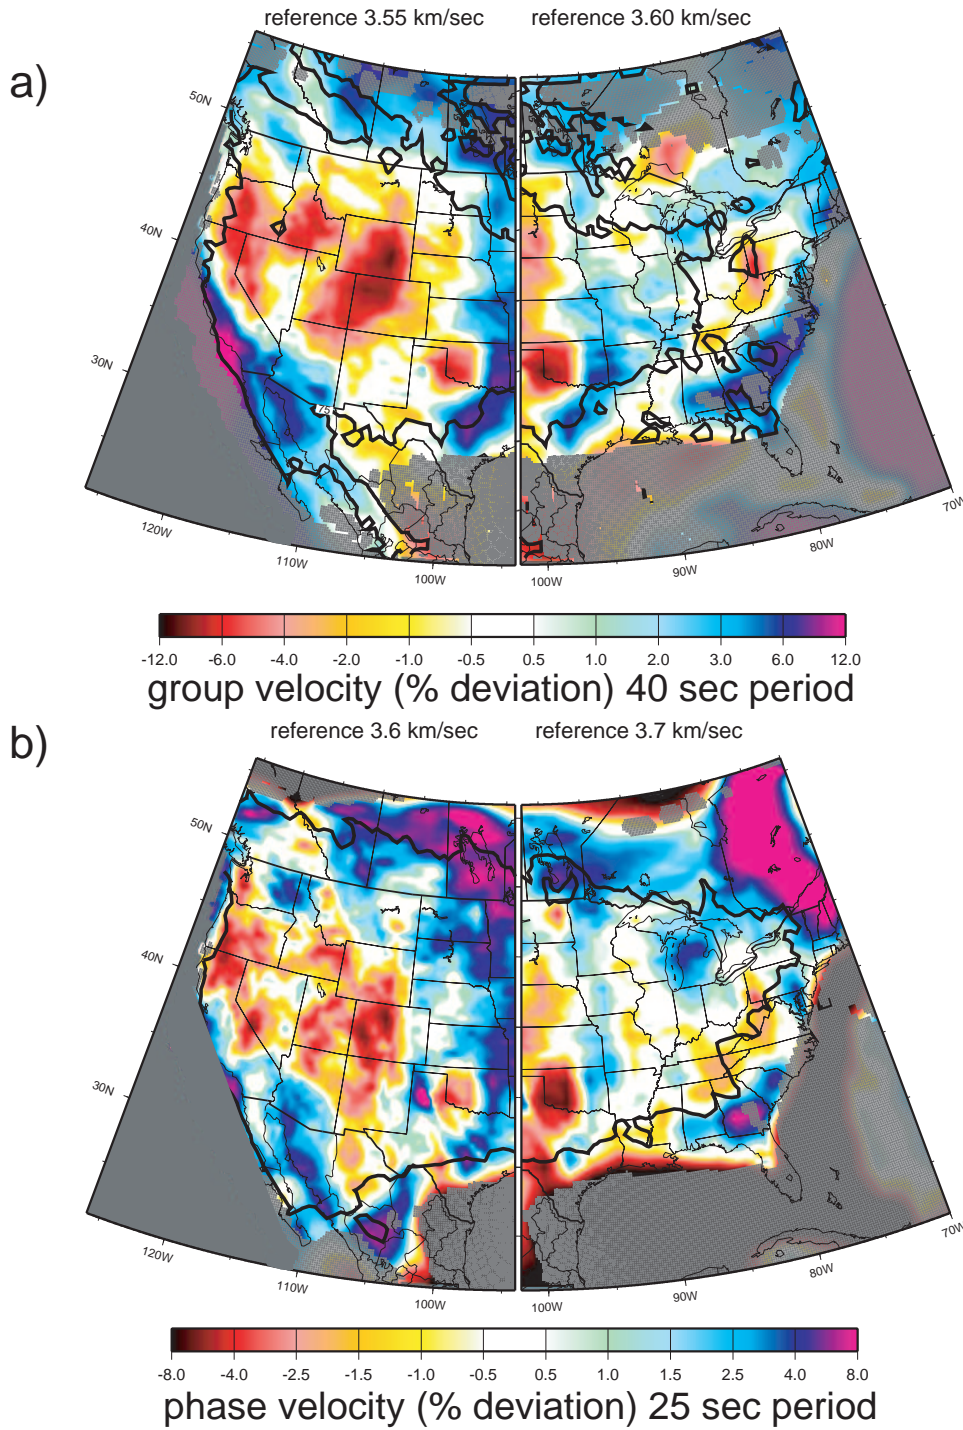 reference 3.55 km/sec reference 3.60 km/sec
a)
50N
40N
30N
75
120W
110W
100W
100W
90W
80W
70W
-12.0 -6.0 -4.0 -2.0 -1.0 -0.5 0.5 1.0 2.0 3.0 6.0 12.0
group velocity (% deviation) 40 sec period
b)
reference 3.6 km/sec reference 3.7 km/sec
50N
40N
30N
120W
110W
100W
100W
90W
80W
70W
-8.0 -4.0 -2.5 -1.5 -1.0 -0.5 0.5 1.0 1.5 2.5 4.0 8.0
phase velocity (% deviation) 25 sec period